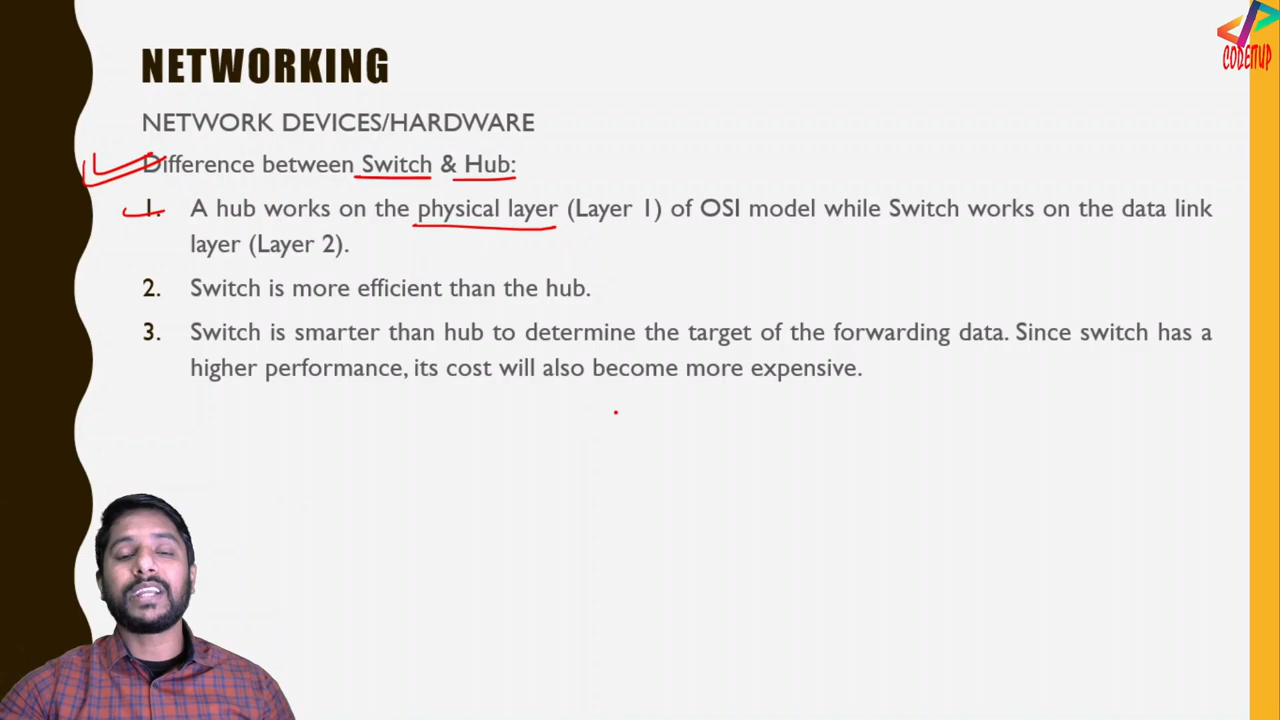 NETWORKING
NETWORK DEVICES/HARDWARE
Difference between Switch & Hub:
1. A hub works on the physical layer (Layer 1) of OSI model while Switch works on the data link
layer (Layer 2).
2. Switch is more efficient than the hub.
3. Switch is smarter than hub to determine the target of the forwarding data. Since switch has a
higher performance, its cost will also become more expensive.
CODEITUP